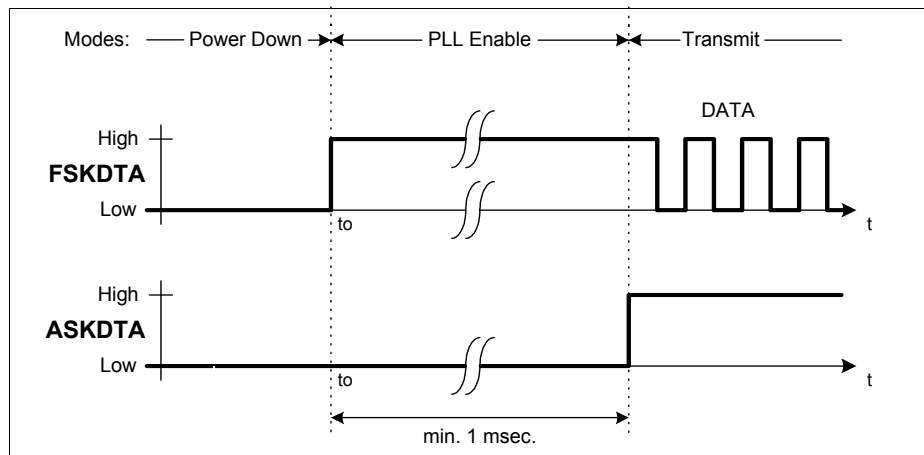 Modes: Power Down PLL Enable Transmit
DATA
High
FSKDTA
Low
to t
High
ASKDTA
Low
to t
min. 1 msec.